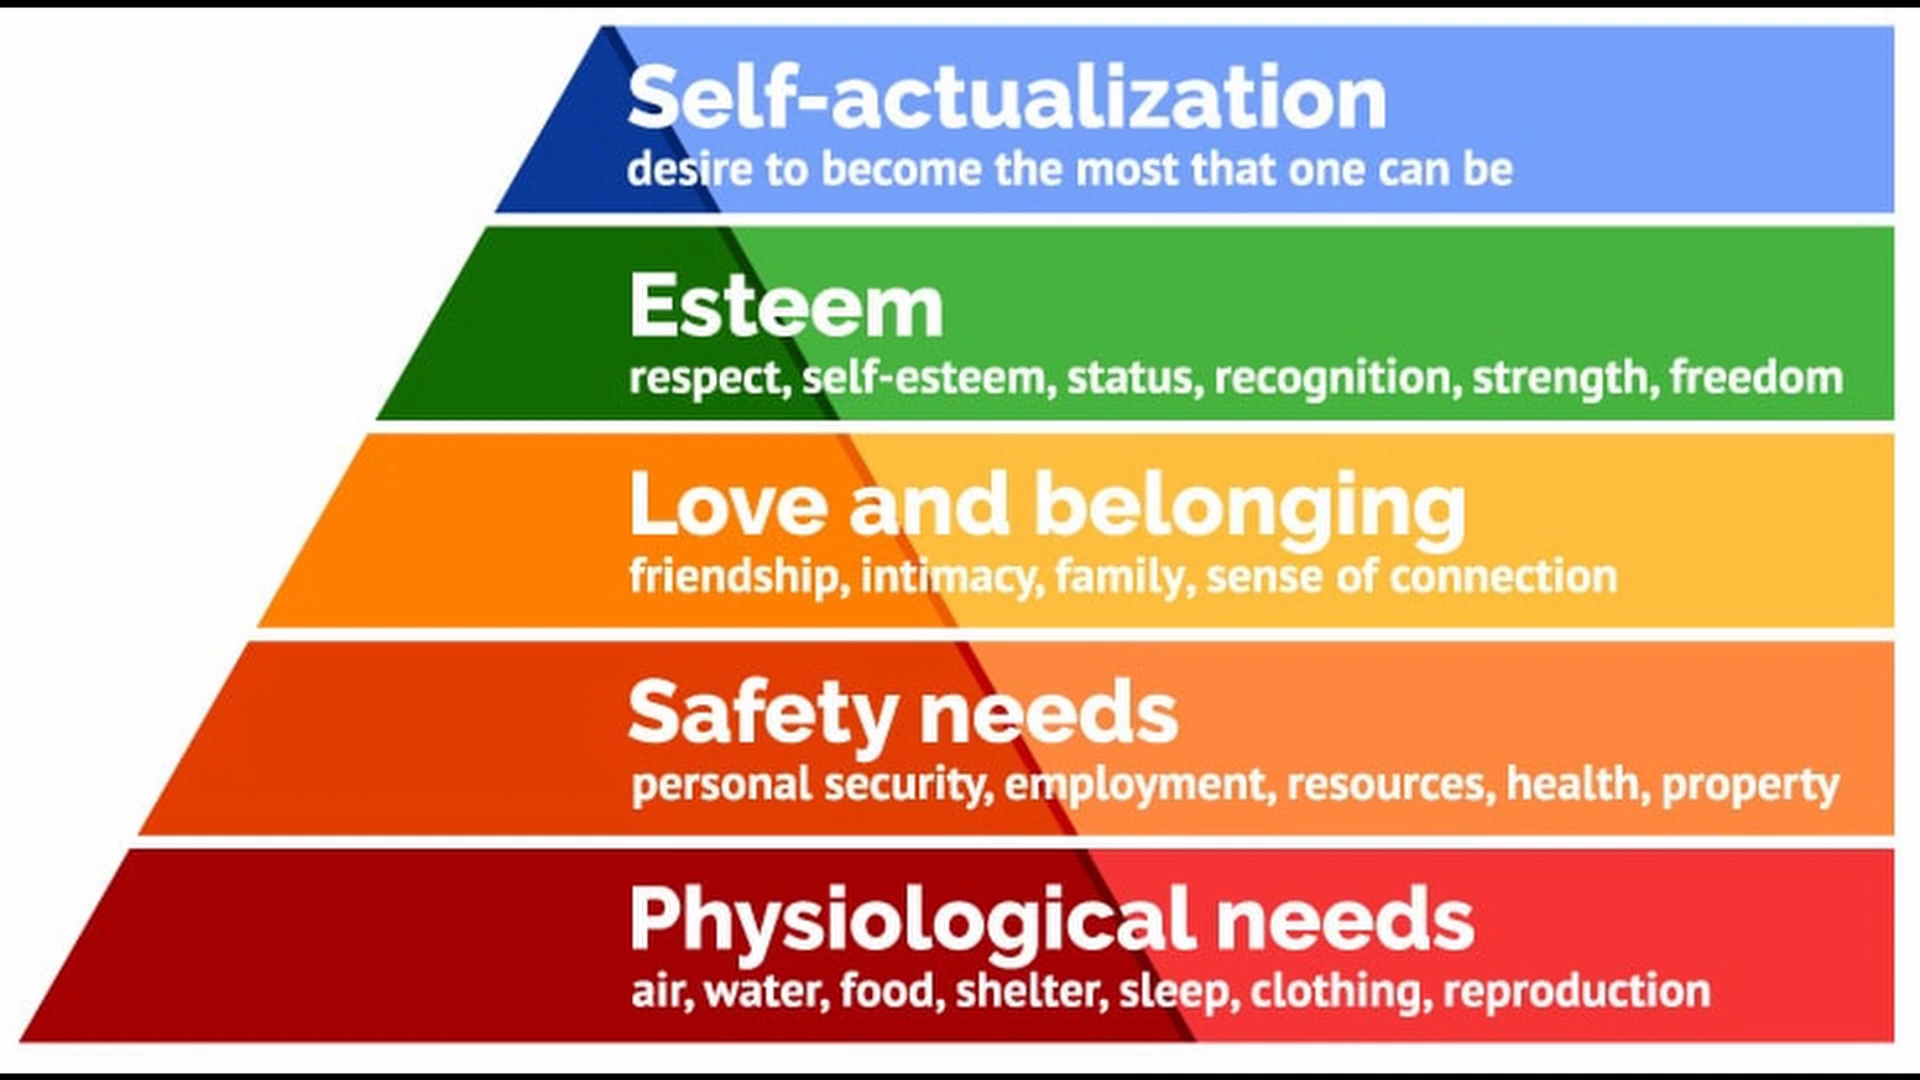 Self-actualization
desire to become the most that one can be
Esteem
respect, self-esteem, status, recognition, strength, freedom
Love and belonging
friendship, intimacy, family, sense of connection
Safety needs
personal security, employment, resources, health, property
Physiological needs
air, water, food, shelter, sleep, clothing, reproduction